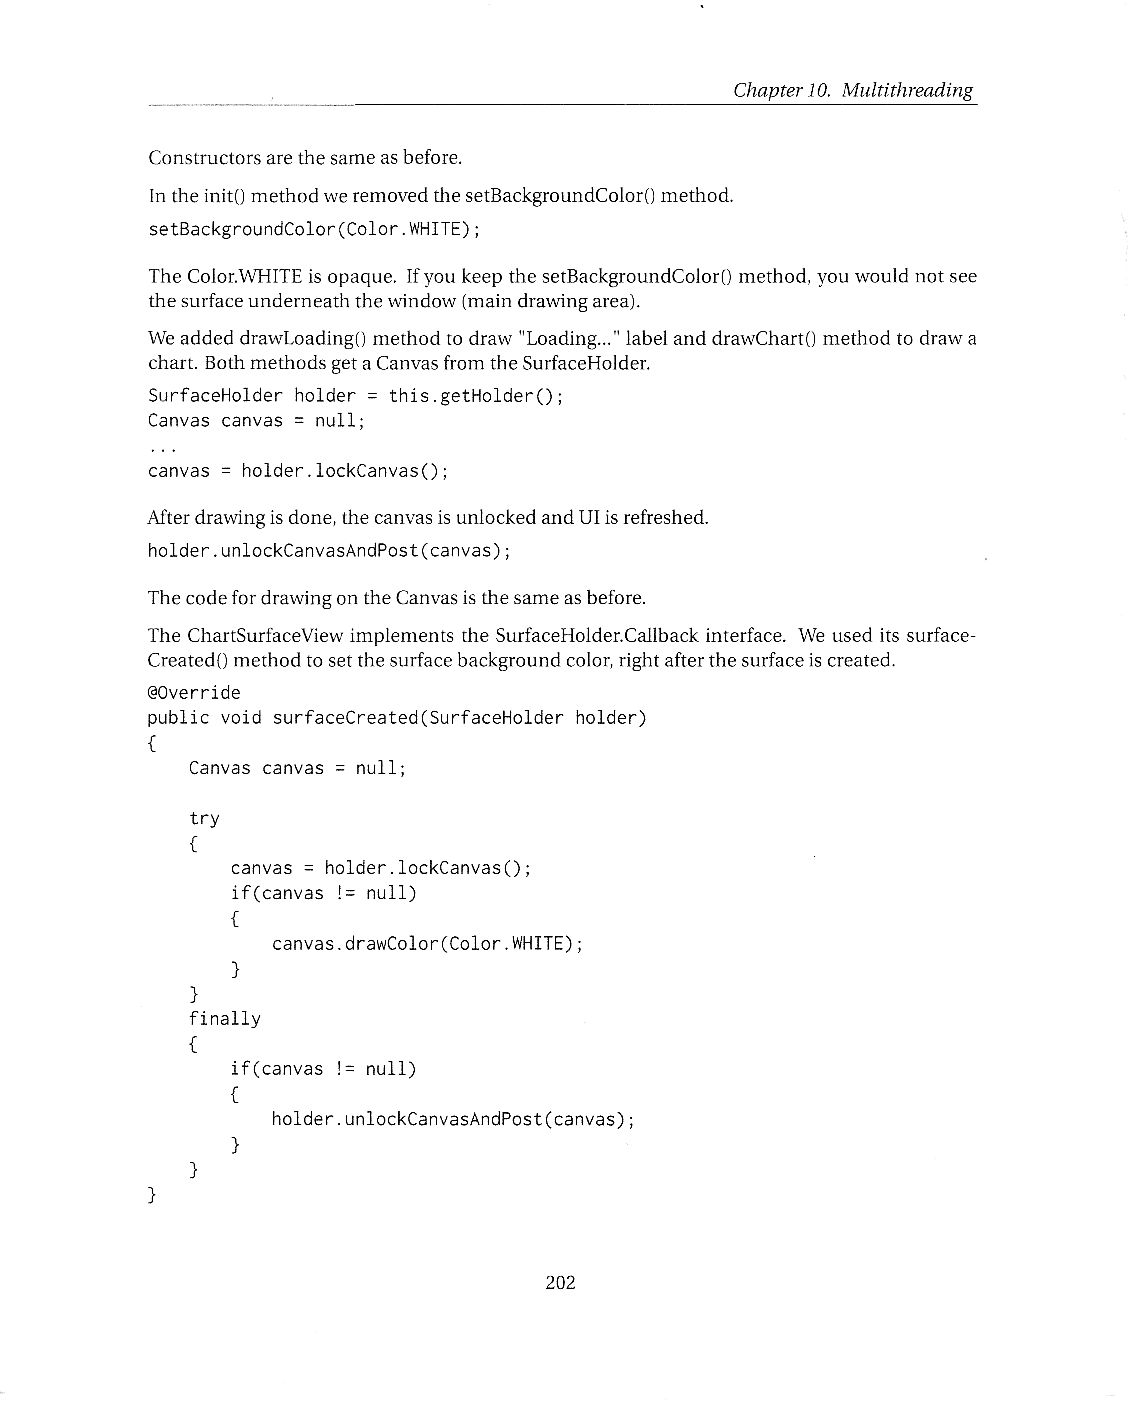 Chapter 10. Multithreading
Constructors are the same as before.
In the init() method we removed the setBackgroundColor() method.
setBackgroundColor(Color.WHITE);
The Color.WHITE is opaque. If you keep the setBackgroundColor() method, you would not see
the surface underneath the window (main drawing area).
We added drawLoading() method to draw "Loading..." label and drawChart() method to draw a
chart. Both methods get a Canvas from the SurfaceHolder.
SurfaceHolder holder = this.getHolder();
Canvas canvas = null;
...
canvas = holder.lockCanvas();
After drawing is done, the canvas is unlocked and UI is refreshed.
holder.unlockCanvasAndPost(canvas);
The code for drawing on the Canvas is the same as before.
The ChartSurfaceView implements the SurfaceHolder.Callback interface. We used its surface-
Created() method to set the surface background color, right after the surface is created.
@Override
public void surfaceCreated(SurfaceHolder holder)
{
    Canvas canvas = null;
    try
    {
        canvas = holder.lockCanvas();
        if(canvas != null)
        {
            canvas.drawColor(Color.WHITE);
        }
    }
    finally
    {
        if(canvas != null)
        {
            holder.unlockCanvasAndPost(canvas);
        }
    }
}
202